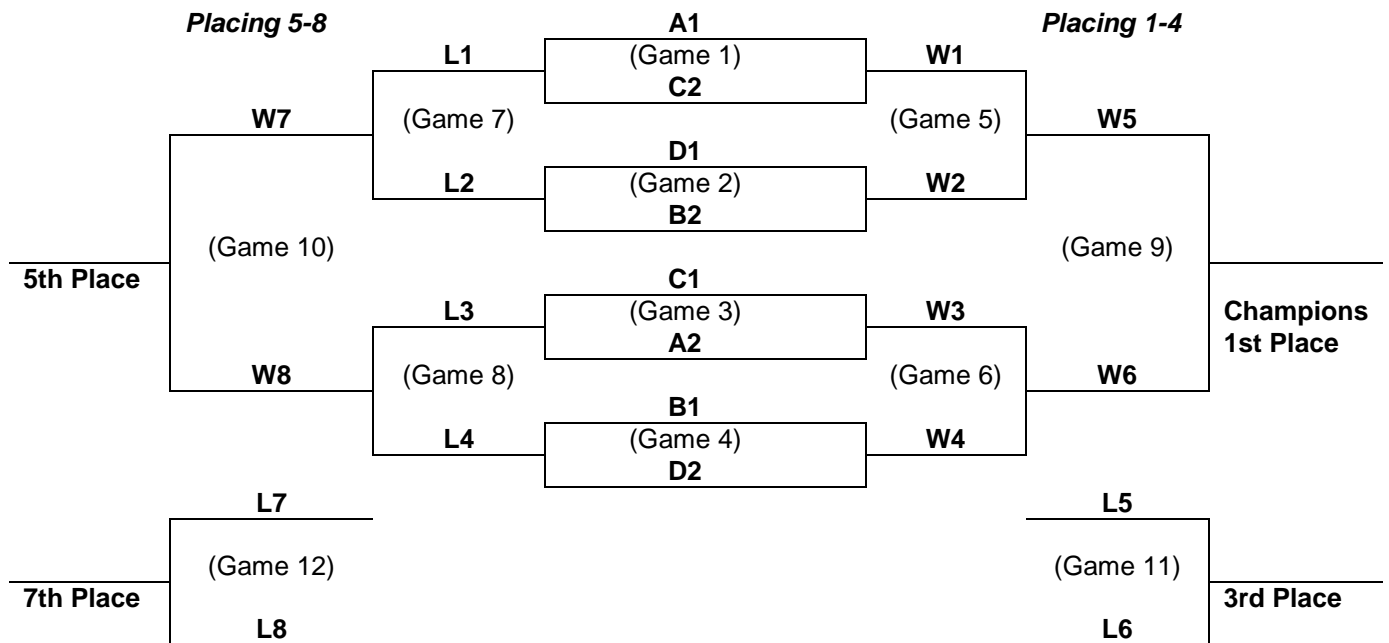 Placing 5-8 A1 Placing 1-4
L1 (Game 1) W1
C2
W7 (Game 7) (Game 5) W5
D1
L2 (Game 2) W2
B2
(Game 10) (Game 9)
5th Place C1
L3 (Game 3) W3 Champions
A2 1st Place
W8 (Game 8) (Game 6) W6
B1
L4 (Game 4) W4
D2
L7 L5
(Game 12) (Game 11)
7th Place 3rd Place
L8 L6